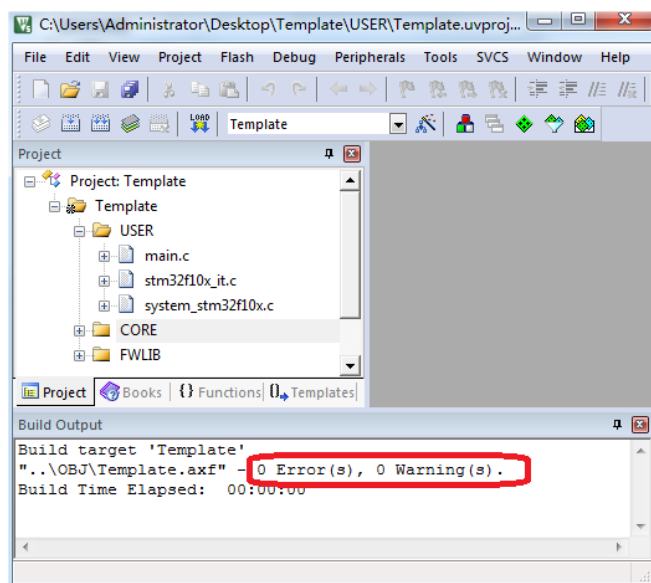 C:\Users\Administrator\Desktop\Template\USER\Template.uvproj...
File Edit View Project Flash Debug Peripherals Tools SVCS Window Help
LOAD
Template
Project
Project: Template
Template
USER
main.c
stm32f10x_it.c
system_stm32f10x.c
CORE
FWLIB
Project Books {} Functions 0 Templates
Build Output
Build target 'Template'
"..\OBJ\Template.axf" - 0 Error(s), 0 Warning(s).
Build Time Elapsed: 00:00:00